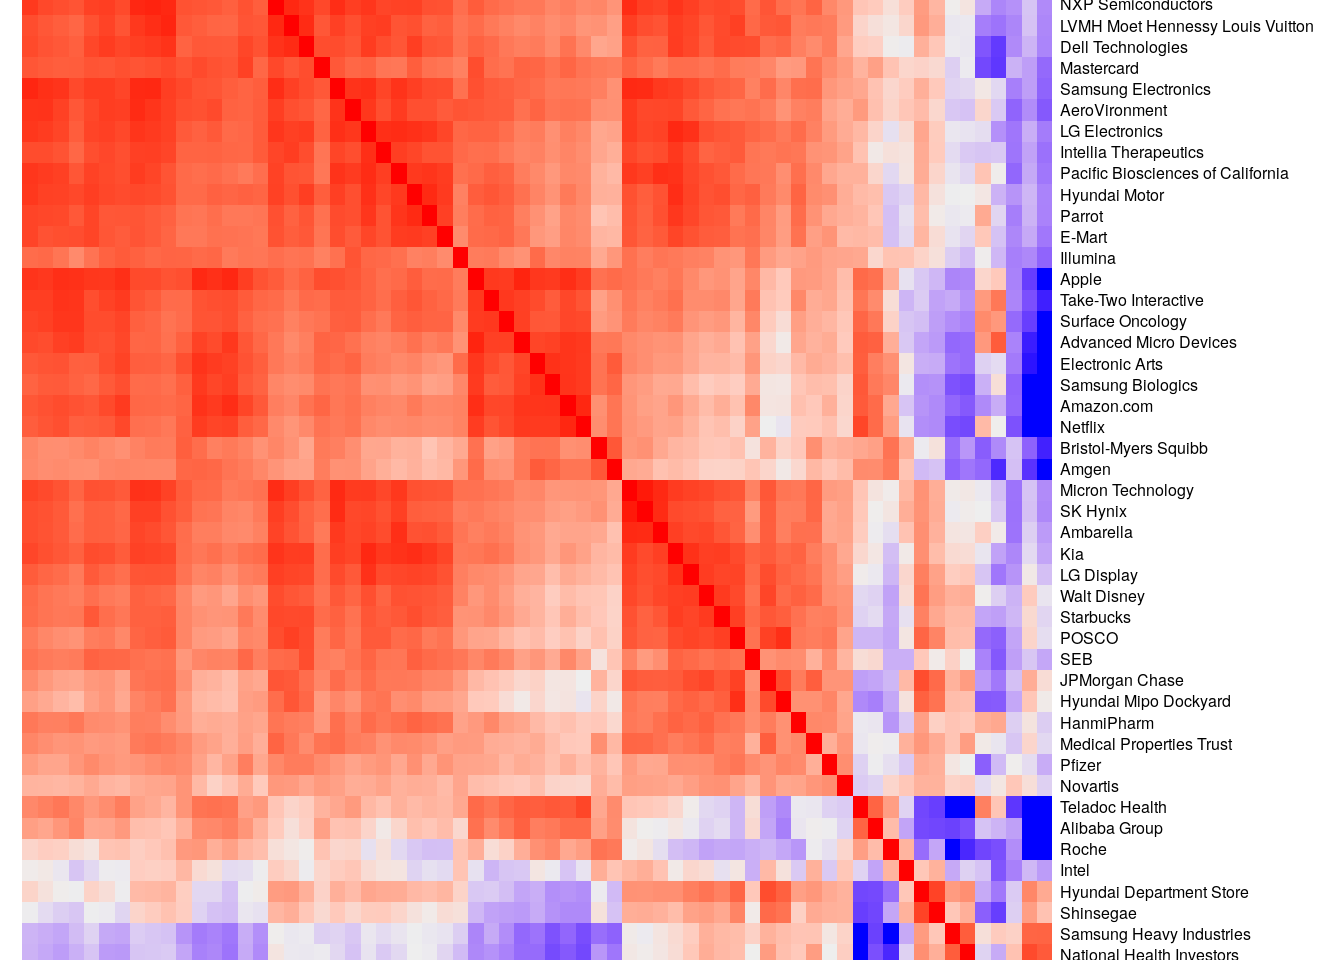 NXP Semiconductors
LVMH Moet Hennessy Louis Vuitton
Dell Technologies
Mastercard
Samsung Electronics
AeroVironment
LG Electronics
Intellia Therapeutics
Pacific Biosciences of California
Hyundai Motor
Parrot
E-Mart
Illumina
Apple
Take-Two Interactive
Surface Oncology
Advanced Micro Devices
Electronic Arts
Samsung Biologics
Amazon.com
Netflix
Bristol-Myers Squibb
Amgen
Micron Technology
SK Hynix
Ambarella
Kia
LG Display
Walt Disney
Starbucks
POSCO
SEB
JPMorgan Chase
Hyundai Mipo Dockyard
HanmiPharm
Medical Properties Trust
Pfizer
Novartis
Teladoc Health
Alibaba Group
Roche
Intel
Hyundai Department Store
Shinsegae
Samsung Heavy Industries
National Health Investors